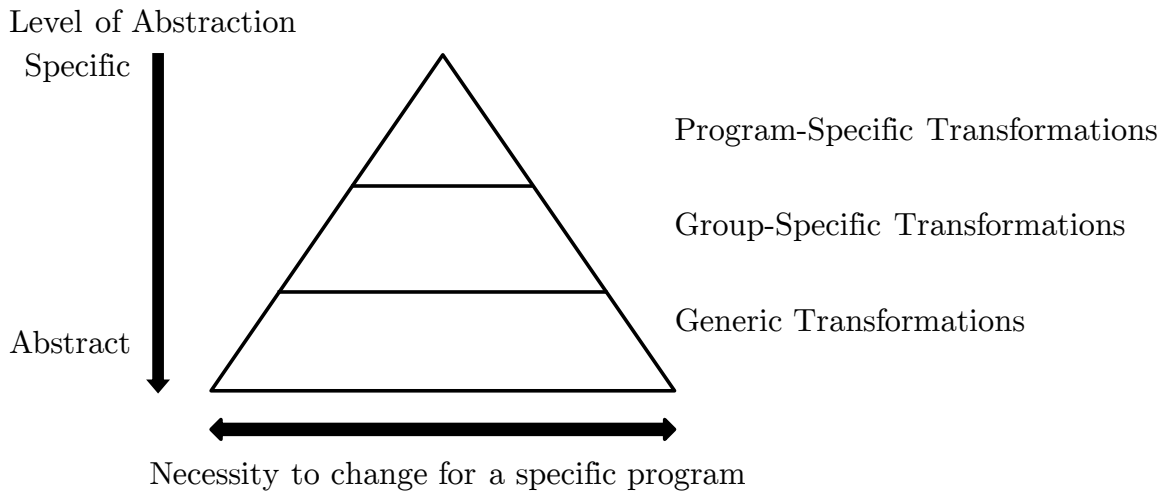 Level of Abstraction
Specific
Program-Specific Transformations
Group-Specific Transformations
Generic Transformations
Abstract
Necessity to change for a specific program